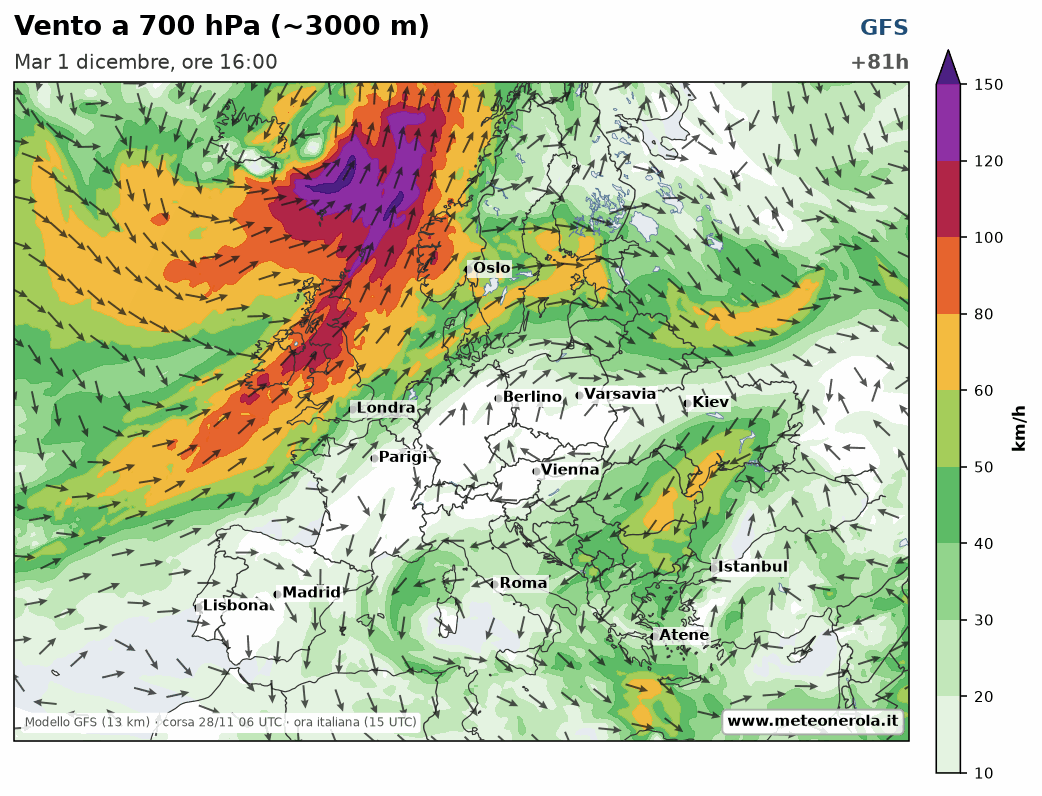 Vento a 700 hPa (~3000 m)
GFS
Mar 1 dicembre, ore 16:00
+81h
150
120
100
80
60
50
40
30
20
10
km/h
Oslo
Londra
Berlino
Varsavia
Kiev
Parigi
Vienna
Istanbul
Roma
Madrid
Lisbona
Atene
Modello GFS (13 km) · corsa 28/11 06 UTC · ora italiana (15 UTC)
www.meteonerola.it